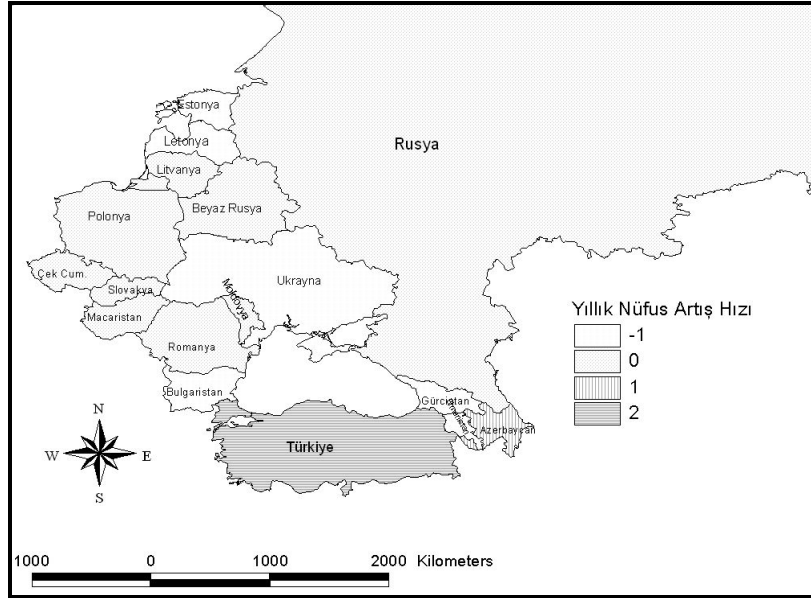 Estonya
Letonya
Litvanya
Rusya
Beyaz Rusya
Polonya
Çek Cum.
Slovakya
Ukrayna
Moldovya
Macaristan
Romanya
Bulgaristan
Gürcistan
Azerbaycan
Türkiye
Yıllık Nüfus Artış Hızı
-1
0
1
2
N
W E
S
1000 0 1000 2000 Kilometers